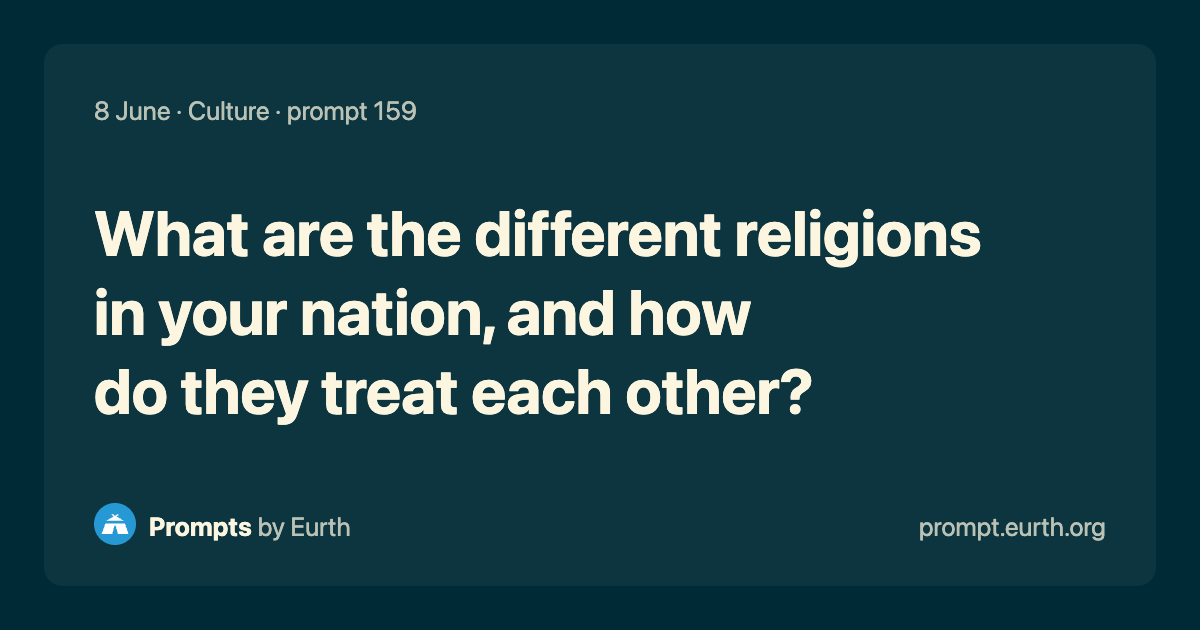 8 June · Culture · prompt 159
What are the different religions
in your nation, and how
do they treat each other?
Prompts by Eurth
prompt.eurth.org